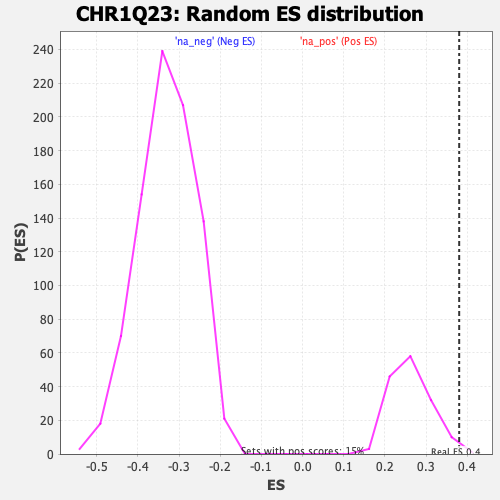 CHR1Q23: Random ES distribution
'na_neg' (Neg ES) 'na_pos' (Pos ES)
240
220
200
180
160
140
120
100
80
60
40
20
0
P(ES)
Sets with pos scores: 15%
Real ES 0.4
-0.5 -0.4 -0.3 -0.2 -0.1 0.0 0.1 0.2 0.3 0.4
ES